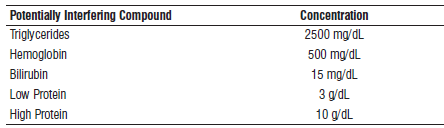 Potentially Interfering Compound Concentration
Triglycerides 2500 mg/dL
Hemoglobin 500 mg/dL
Bilirubin 15 mg/dL
Low Protein 3 g/dL
High Protein 10 g/dL